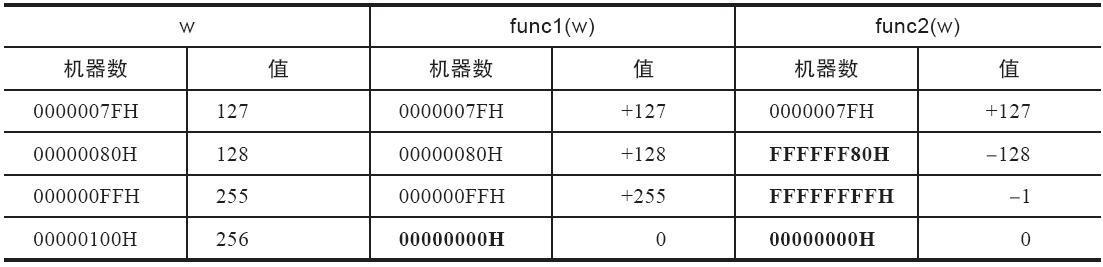 w func1(w) func2(w)
机器数 值 机器数 值 机器数 值
0000007FH 127 0000007FH +127 0000007FH +127
00000080H 128 00000080H +128 FFFFFF80H –128
000000FFH 255 000000FFH +255 FFFFFFFFH –1
00000100H 256 00000000H 0 00000000H 0